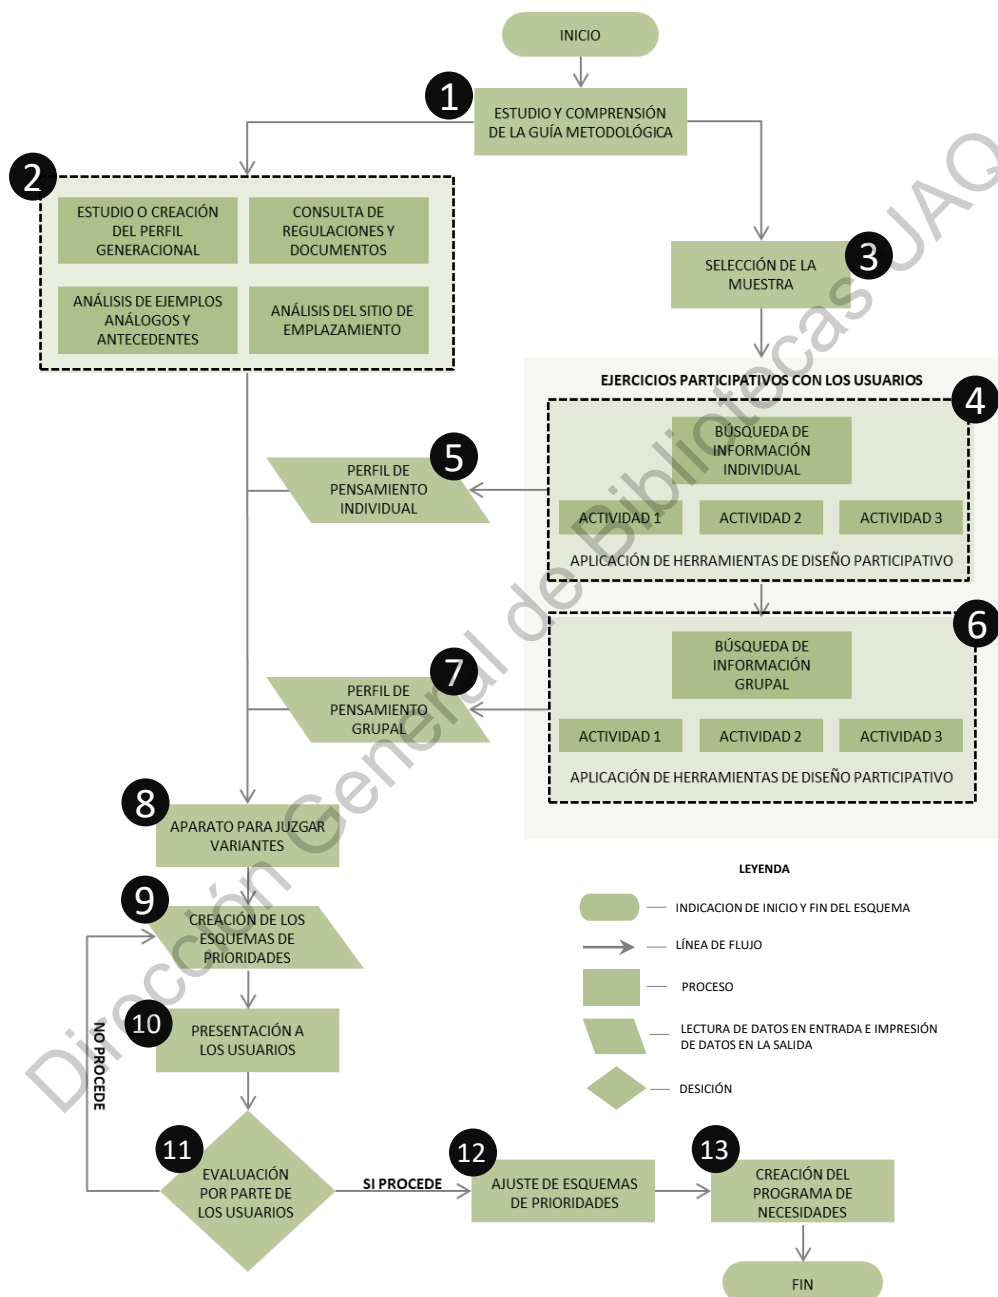 INICIO
1
ESTUDIO Y COMPRENSIÓN
DE LA GUÍA METODOLÓGICA
2
ESTUDIO O CREACIÓN
DEL PERFIL
GENERACIONAL
CONSULTA DE
REGULACIONES Y
DOCUMENTOS
ANÁLISIS DE EJEMPLOS
ANÁLOGOS Y
ANTECEDENTES
ANÁLISIS DEL SITIO DE
EMPLAZAMIENTO
3
SELECCIÓN DE LA
MUESTRA
EJERCICIOS PARTICIPATIVOS CON LOS USUARIOS
4
BÚSQUEDA DE
INFORMACIÓN
INDIVIDUAL
ACTIVIDAD 1
ACTIVIDAD 2
ACTIVIDAD 3
APLICACIÓN DE HERRAMIENTAS DE DISEÑO PARTICIPATIVO
5
PERFIL DE
PENSAMIENTO
INDIVIDUAL
6
BÚSQUEDA DE
INFORMACIÓN
GRUPAL
ACTIVIDAD 1
ACTIVIDAD 2
ACTIVIDAD 3
APLICACIÓN DE HERRAMIENTAS DE DISEÑO PARTICIPATIVO
7
PERFIL DE
PENSAMIENTO
GRUPAL
8
APARATO PARA JUZGAR
VARIANTES
9
CREACIÓN DE LOS
ESQUEMAS DE
PRIORIDADES
10
PRESENTACIÓN A
LOS USUARIOS
NO PROCEDE
11
EVALUACIÓN
POR PARTE DE
LOS USUARIOS
SI PROCEDE
12
AJUSTE DE ESQUEMAS
DE PRIORIDADES
13
CREACIÓN DEL
PROGRAMA DE
NECESIDADES
FIN
LEYENDA
INDICACION DE INICIO Y FIN DEL ESQUEMA
LÍNEA DE FLUJO
PROCESO
LECTURA DE DATOS EN ENTRADA E IMPRESIÓN
DE DATOS EN LA SALIDA
DESICIÓN
Dirección General de Bibliotecas UAQ